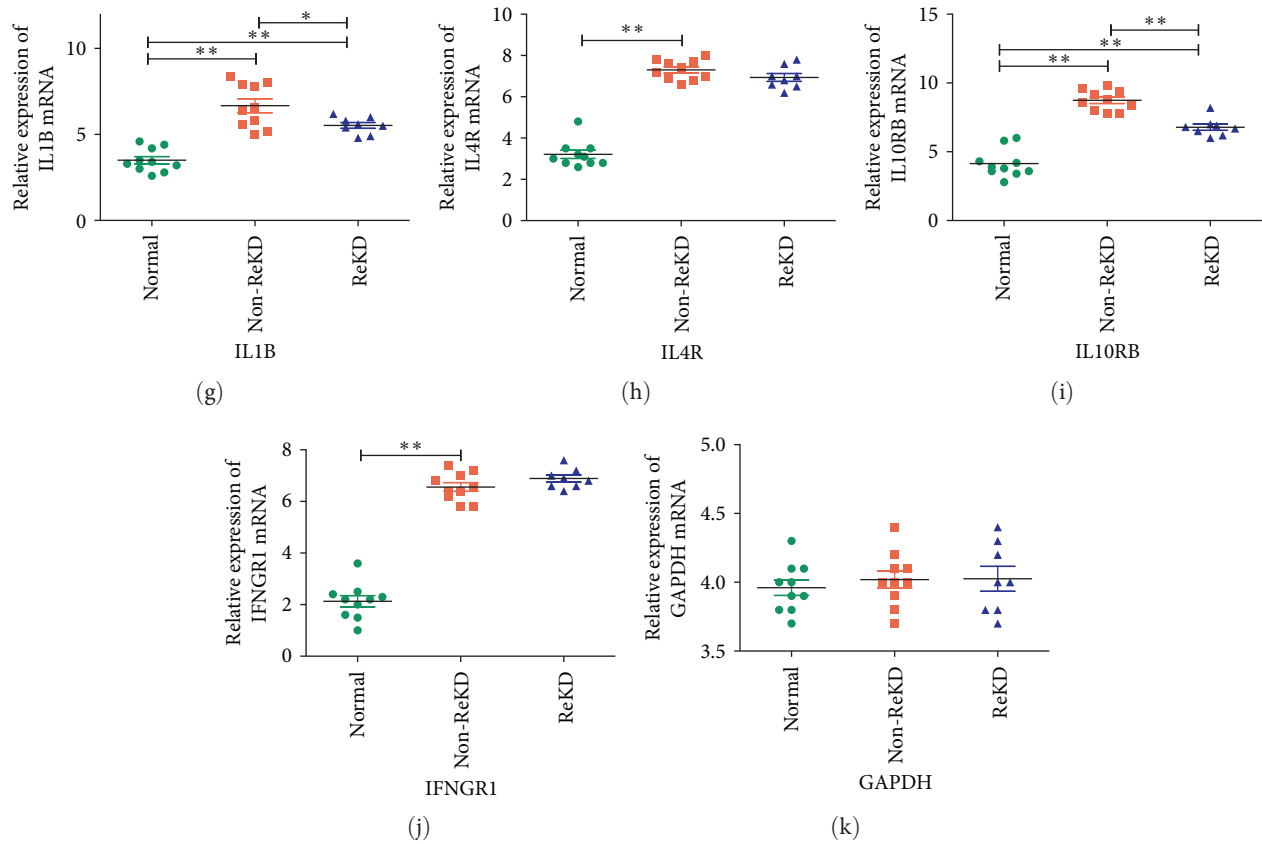 Relative expression of
IL1B mRNA
10
5
0
**
**
*
Normal
Non-ReKD
ReKD
IL1B
(g)
Relative expression of
IL4R mRNA
10
8
6
4
2
0
**
Normal
Non-ReKD
ReKD
IL4R
(h)
Relative expression of
IL10RB mRNA
15
10
5
0
**
**
**
Normal
Non-ReKD
ReKD
IL10RB
(i)
Relative expression of
IFNGR1 mRNA
8
6
4
2
0
**
Normal
Non-ReKD
ReKD
IFNGR1
(j)
Relative expression of
GAPDH mRNA
5.0
4.5
4.0
3.5
Normal
Non-ReKD
ReKD
GAPDH
(k)